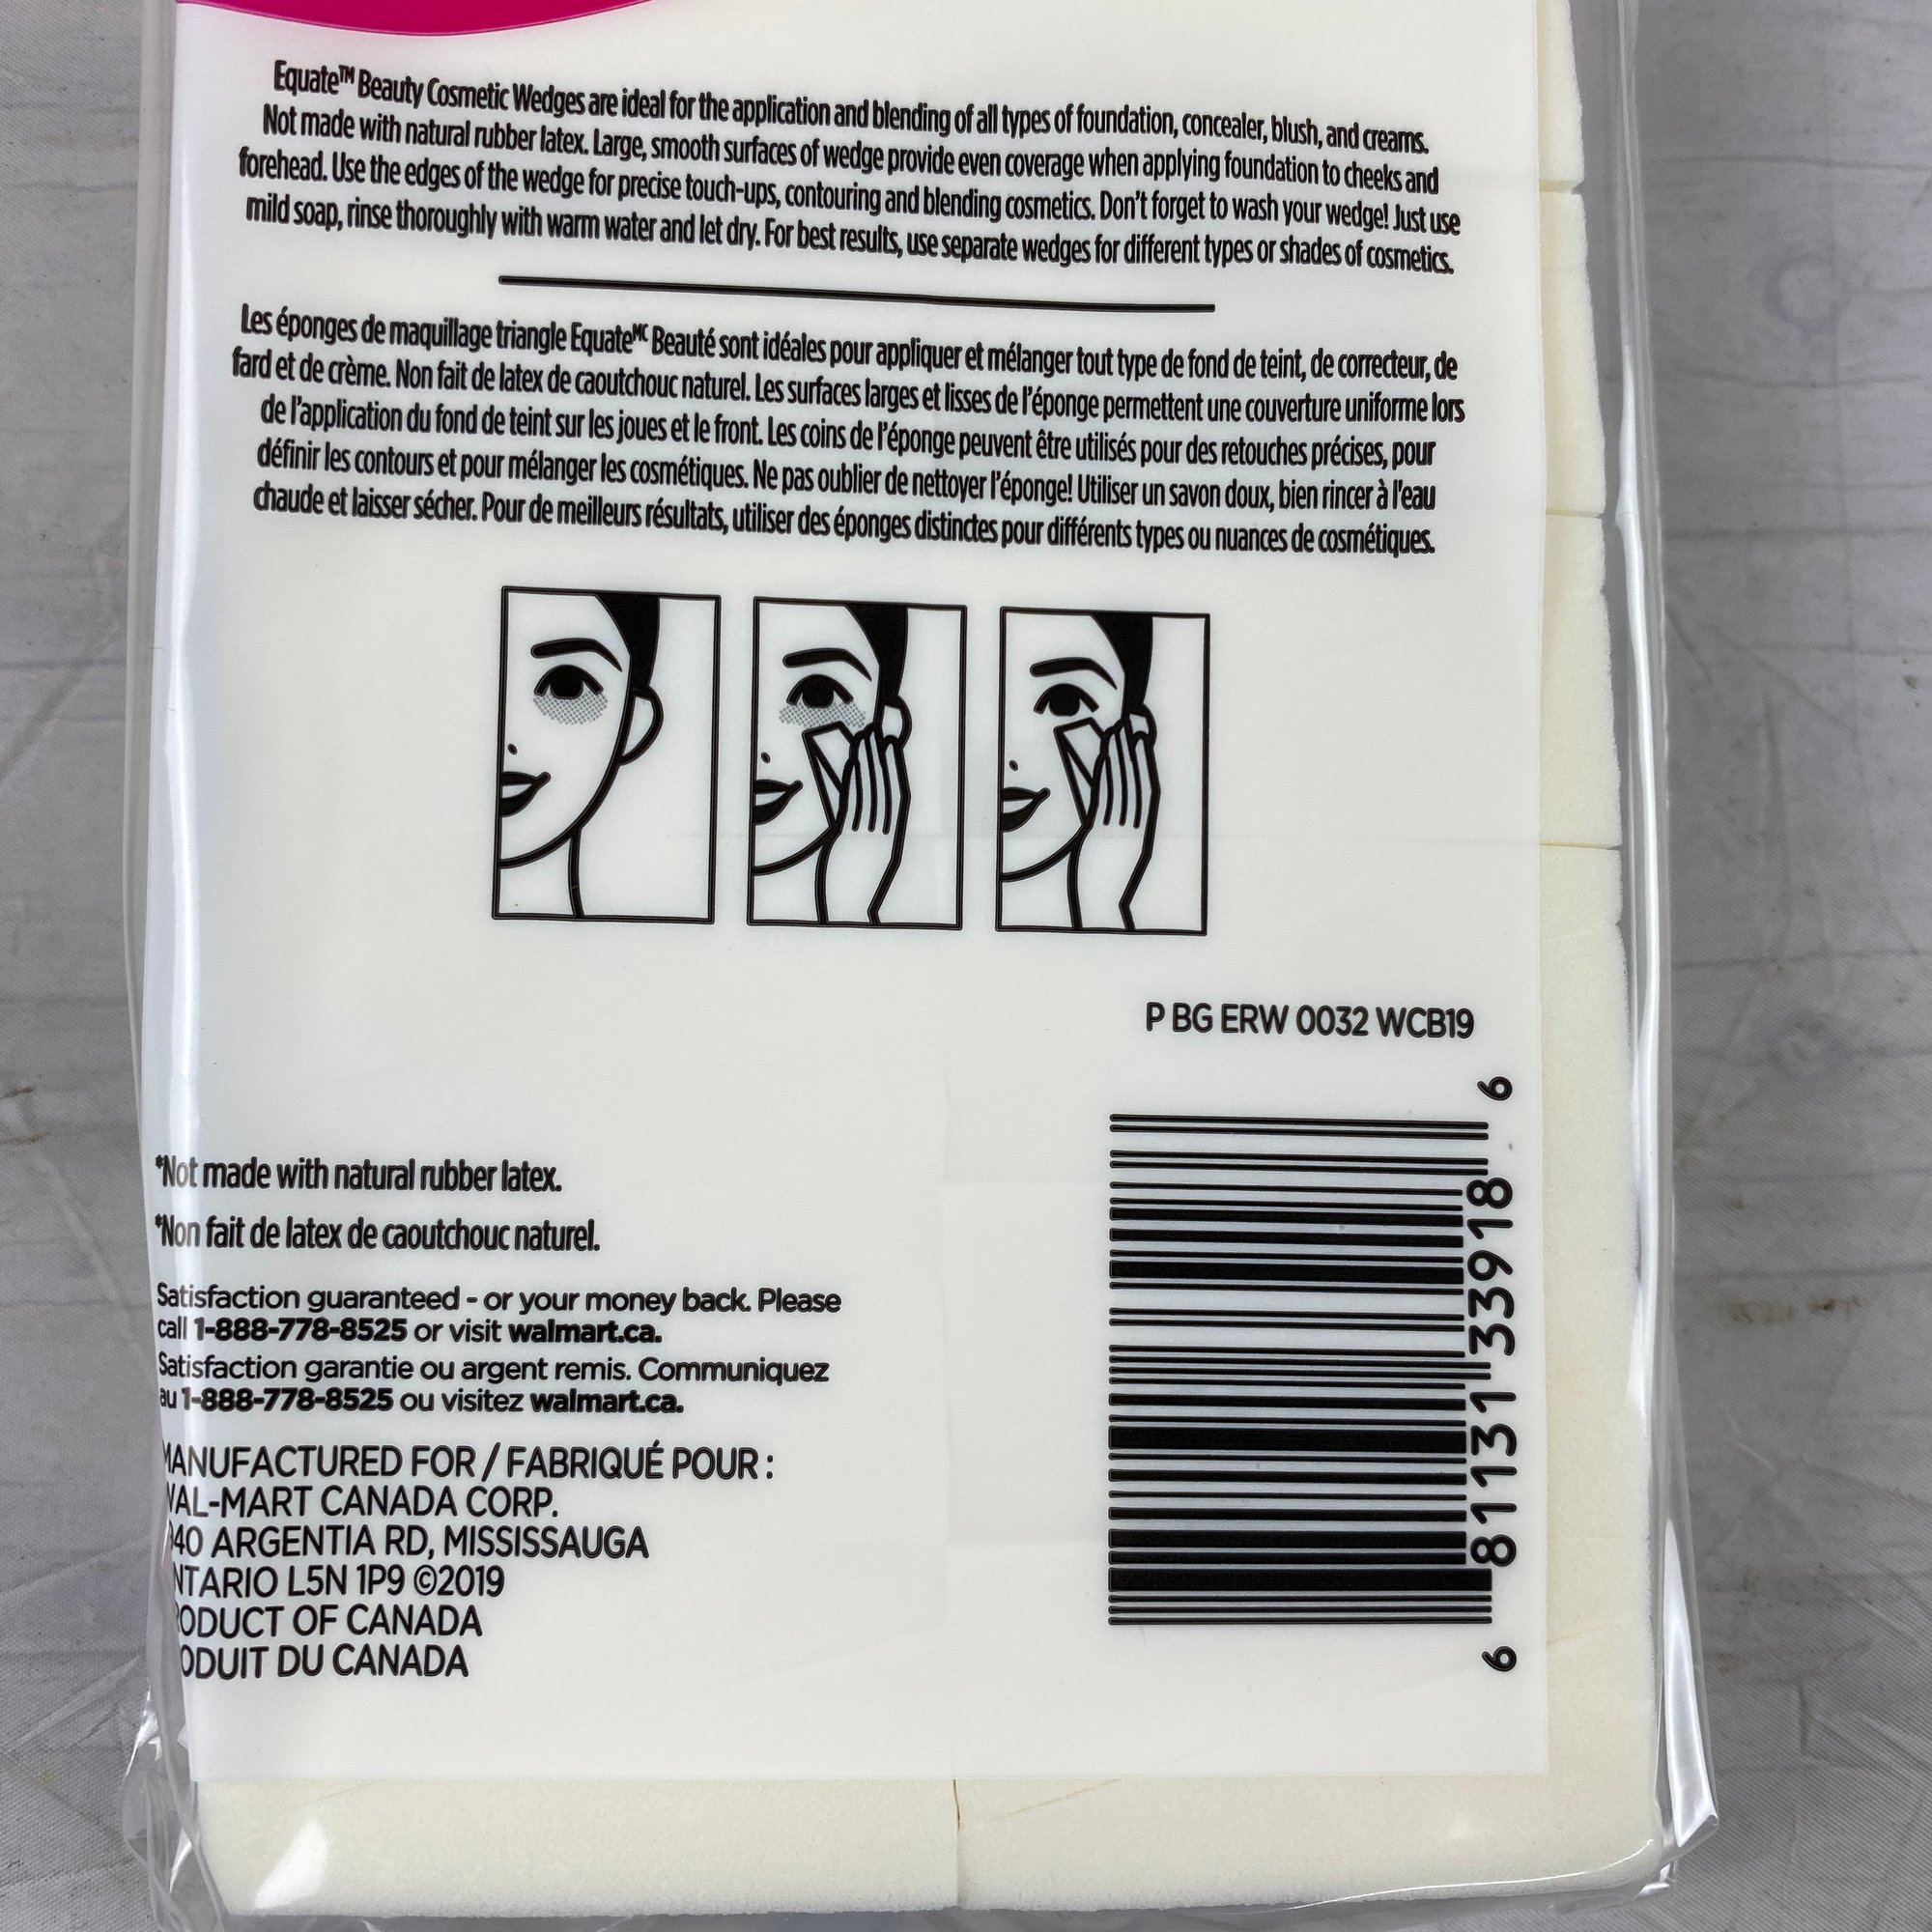 Equate™ Beauty Cosmetic Wedges are ideal for the application and blending of all types of foundation, concealer, blush, and creams.
Not made with natural rubber latex. Large, smooth surfaces of wedge provide even coverage when applying foundation to cheeks and
forehead. Use the edges of the wedge for precise touch-ups, contouring and blending cosmetics. Don't forget to wash your wedge! Just use
mild soap, rinse thoroughly with warm water and let dry. For best results, use separate wedges for different types or shades of cosmetics.
Les éponges de maquillage triangle Equate MC Beauté sont idéales pour appliquer et mélanger tout type de fond de teint, de correcteur, de
fard et de crème. Non fait de latex de caoutchouc naturel. Les surfaces larges et lisses de l'éponge permettent une couverture uniforme lors
de l'application du fond de teint sur les joues et le front. Les coins de l'éponge peuvent être utilisés pour des retouches précises, pour
définir les contours et pour mélanger les cosmétiques. Ne pas oublier de nettoyer l'éponge! Utiliser un savon doux, bien rincer à l'eau
chaude et laisser sécher. Pour de meilleurs résultats, utiliser des éponges distinctes pour différents types ou nuances de cosmétiques.
P BG ERW 0032 WCB19
*Not made with natural rubber latex.
*Non fait de latex de caoutchouc naturel.
Satisfaction guaranteed - or your money back. Please
call 1-888-778-8525 or visit walmart.ca.
Satisfaction garantie ou argent remis. Communiquez
au 1-888-778-8525 ou visitez walmart.ca.
MANUFACTURED FOR / FABRIQUÉ POUR :
WAL-MART CANADA CORP.
940 ARGENTIA RD, MISSISSAUGA
NTARIO L5N 1P9 ©2019
RODUCT OF CANADA
ODUIT DU CANADA
6 81131 33918 6